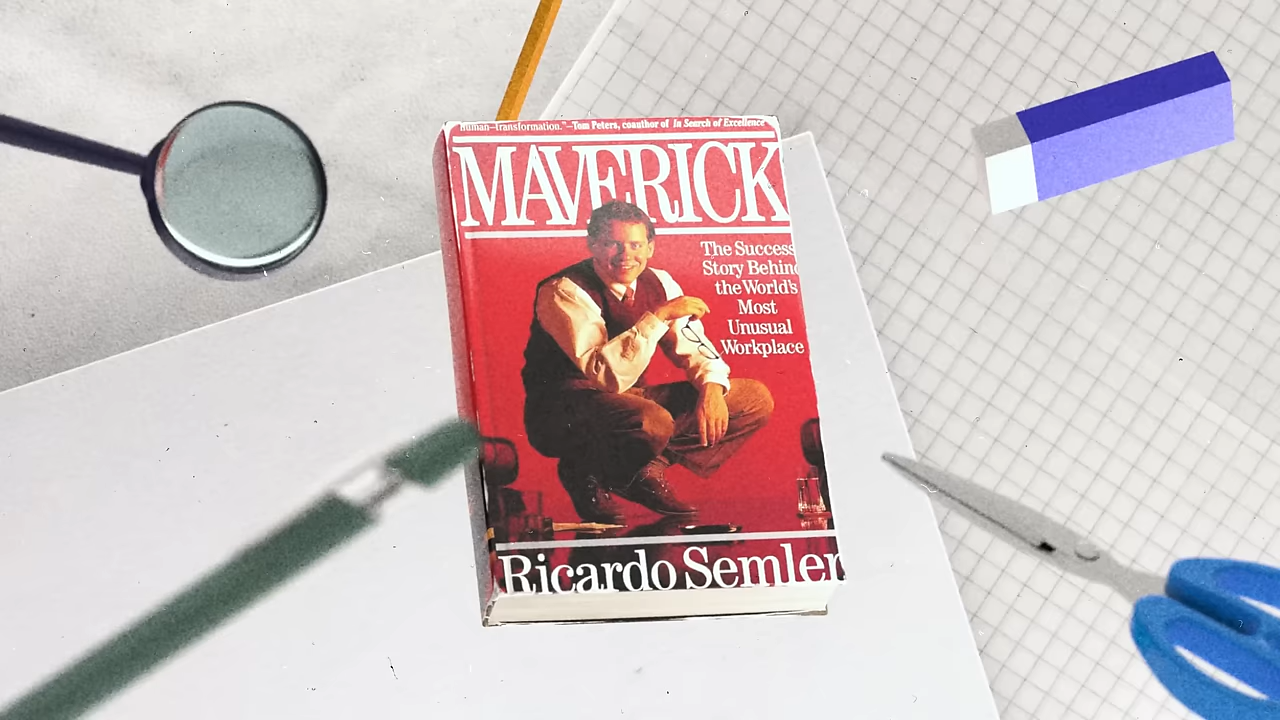 human—transformation."—Tom Peters, coauthor of In Search of Excellence
MAVERICK
The Success
Story Behind
the World's
Most
Unusual
Workplace
Ricardo Semler